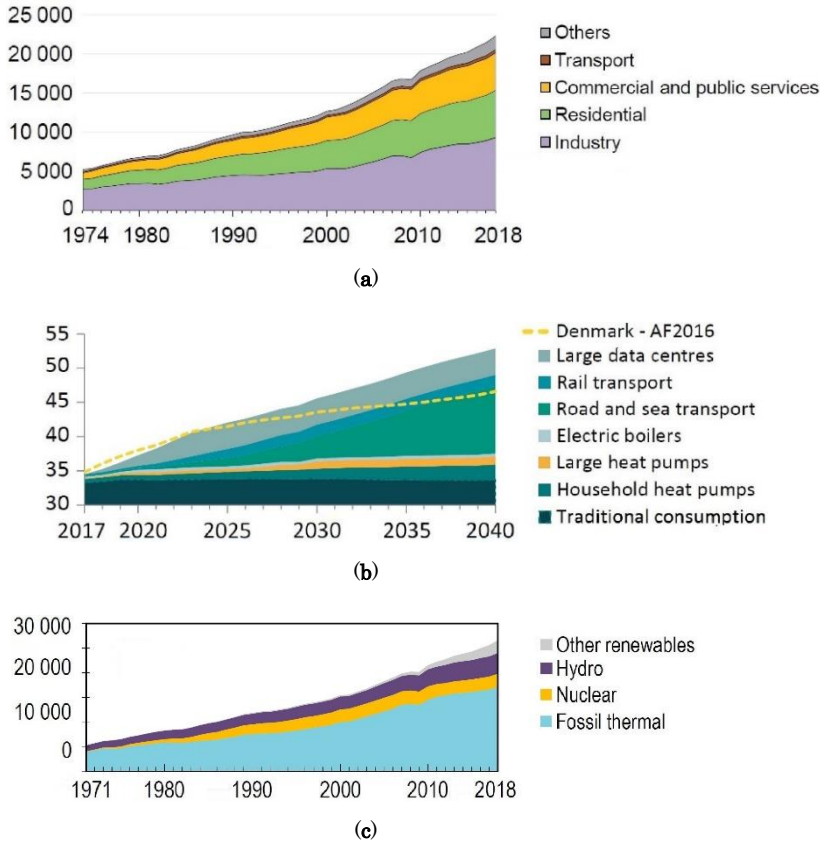 25 000
20 000
15 000
10 000
5 000
0
1974 1980 1990 2000 2010 2018
Others
Transport
Commercial and public services
Residential
Industry
(a)
55
50
45
40
35
30
2017 2020 2025 2030 2035 2040
Denmark - AF2016
Large data centres
Rail transport
Road and sea transport
Electric boilers
Large heat pumps
Household heat pumps
Traditional consumption
(b)
30 000
20 000
10 000
0
1971 1980 1990 2000 2010 2018
Other renewables
Hydro
Nuclear
Fossil thermal
(c)